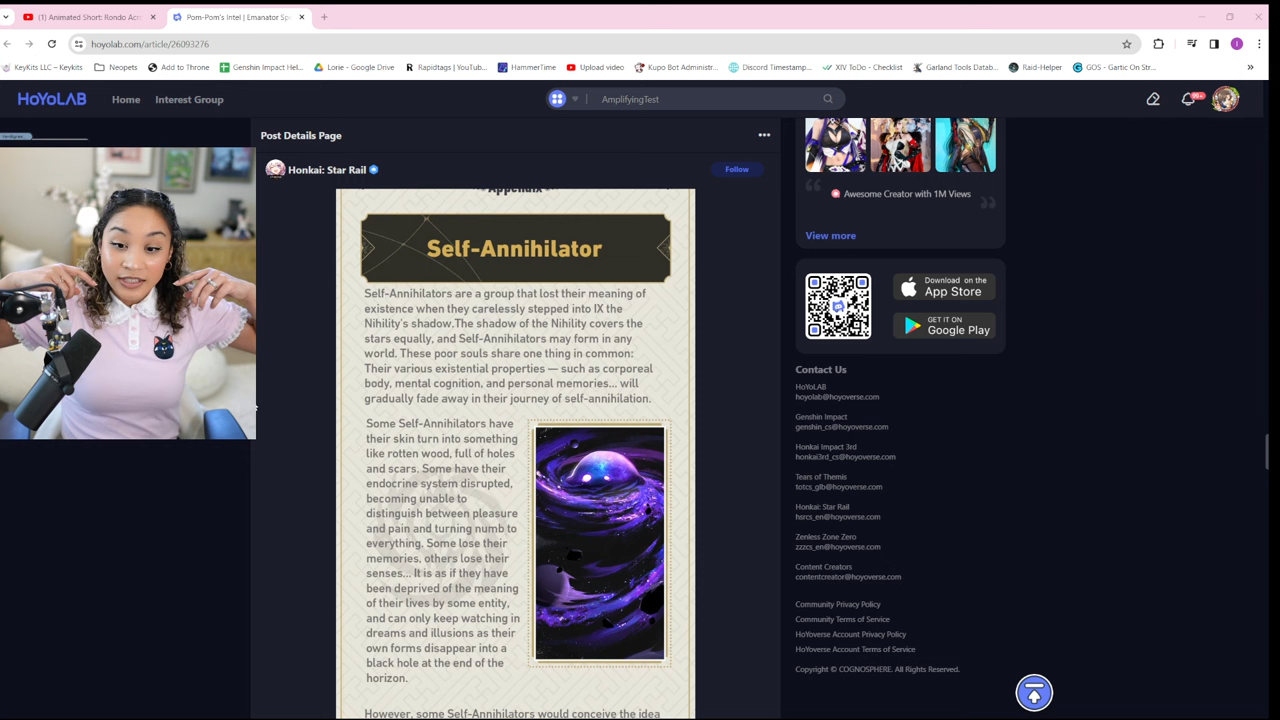 (1) Animated Short: Rondo Acro
Pom-Pom's Intel | Emanator Sp
hoyolab.com/article/26093276
KeyKits LLC – Keykits
Neopets
Add to Throne
Genshin Impact Hel...
Lorie - Google Drive
Rapidtags | YouTub...
HammerTime
Upload video
Kupo Bot Administr...
Discord Timestamp...
XIV ToDo - Checklist
Garland Tools Datab...
Raid-Helper
GOS - Gartic On Str...
HoYoLAB
Home
Interest Group
AmplifyingTest
99+
Post Details Page
Honkai: Star Rail
Follow
Appendix
Self-Annihilator
Self-Annihilators are a group that lost their meaning of
existence when they carelessly stepped into IX the
Nihility's shadow.The shadow of the Nihility covers the
stars equally, and Self-Annihilators may form in any
world. These poor souls share one thing in common:
Their various existential properties — such as corporeal
body, mental cognition, and personal memories... will
gradually fade away in their journey of self-annihilation.
Some Self-Annihilators have
their skin turn into something
like rotten wood, full of holes
and scars. Some have their
endocrine system disrupted,
becoming unable to
distinguish between pleasure
and pain and turning numb to
everything. Some lose their
memories, others lose their
senses... It is as if they have
been deprived of the meaning
of their lives by some entity,
and can only keep watching in
dreams and illusions as their
own forms disappear into a
black hole at the end of the
horizon.
However, some Self-Annihilators would conceive the idea
Awesome Creator with 1M Views
View more
Download on the
App Store
GET IT ON
Google Play
Contact Us
HoYoLAB
hoyolab@hoyoverse.com
Genshin Impact
genshin_cs@hoyoverse.com
Honkai Impact 3rd
honkai3rd_cs@hoyoverse.com
Tears of Themis
totcs_glb@hoyoverse.com
Honkai: Star Rail
hsrcs_en@hoyoverse.com
Zenless Zone Zero
zzzcs_en@hoyoverse.com
Content Creators
contentcreator@hoyoverse.com
Community Privacy Policy
Community Terms of Service
HoYoverse Account Privacy Policy
HoYoverse Account Terms of Service
Copyright © COGNOSPHERE. All Rights Reserved.